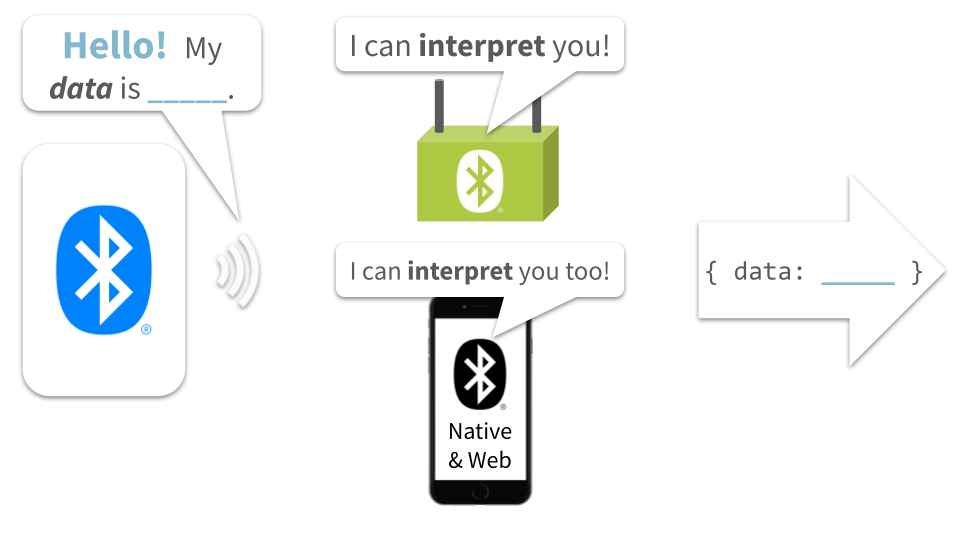 Hello! My
data is _____.
I can interpret you!
®
I can interpret you too!
{ data: _____ }
®
®
Native
& Web